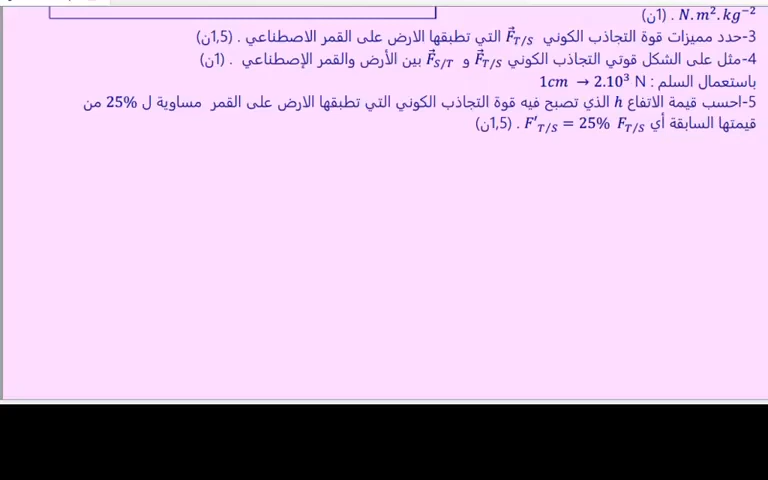 N.m².kg⁻² . (1ن)
3-حدد مميزات قوة التجاذب الكوني F⃗T/S التي تطبقها الارض على القمر الاصطناعي . (1,5ن)
4-مثل على الشكل قوتي التجاذب الكوني F⃗T/S و F⃗S/T بين الأرض والقمر الإصطناعي . (1ن)
باستعمال السلم : 1cm → 2.10³ N
5-احسب قيمة الاتفاع h الذي تصبح فيه قوة التجاذب الكوني التي تطبقها الارض على القمر مساوية ل 25% من
قيمتها السابقة أي F′T/S = 25% FT/S . (1,5ن)